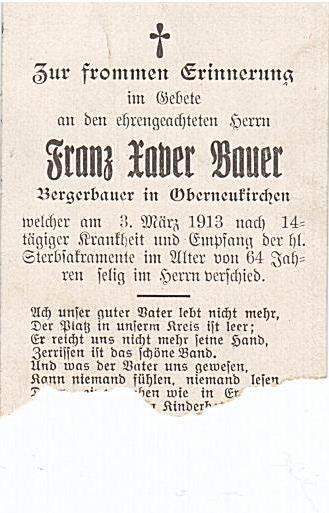 Zur frommen Erinnerung
im Gebete
an den ehrengeachteten Herrn
Franz Xaver Bauer
Bergerbauer in Oberneukirchen
welcher am 3. März 1913 nach 14=
tägiger Krankheit und Empfang der hl.
Sterbsakramente im Alter von 64 Jah=
ren selig im Herrn verschied.
Ach unser guter Vater lebt nicht mehr,
Der Platz in unserm Kreis ist leer;
Er reicht uns nicht mehr seine Hand,
Zerrissen ist das schöne Band.
Und was der Vater uns gewesen,
Kann niemand fühlen, niemand lesen
wie in